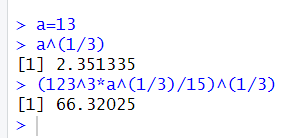 > a=13
> a^(1/3)
[1] 2.351335
> (123^3*a^(1/3)/15)^(1/3)
[1] 66.32025
>